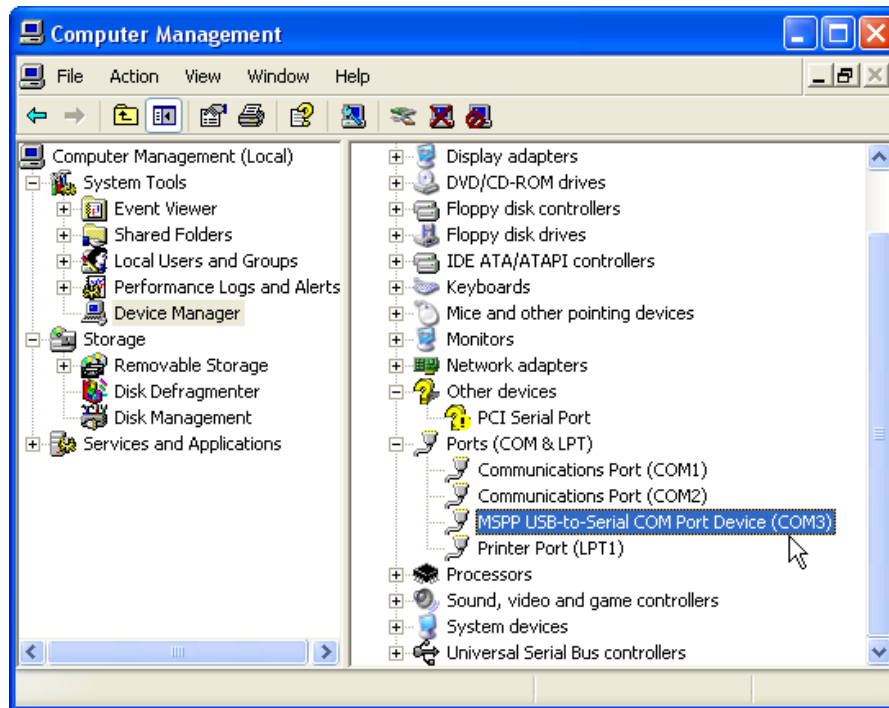 Computer Management
File Action View Window Help
Computer Management (Local)
System Tools
Event Viewer
Shared Folders
Local Users and Groups
Performance Logs and Alerts
Device Manager
Storage
Removable Storage
Disk Defragmenter
Disk Management
Services and Applications
Display adapters
DVD/CD-ROM drives
Floppy disk controllers
Floppy disk drives
IDE ATA/ATAPI controllers
Keyboards
Mice and other pointing devices
Monitors
Network adapters
Other devices
PCI Serial Port
Ports (COM & LPT)
Communications Port (COM1)
Communications Port (COM2)
MSPP USB-to-Serial COM Port Device (COM3)
Printer Port (LPT1)
Processors
Sound, video and game controllers
System devices
Universal Serial Bus controllers